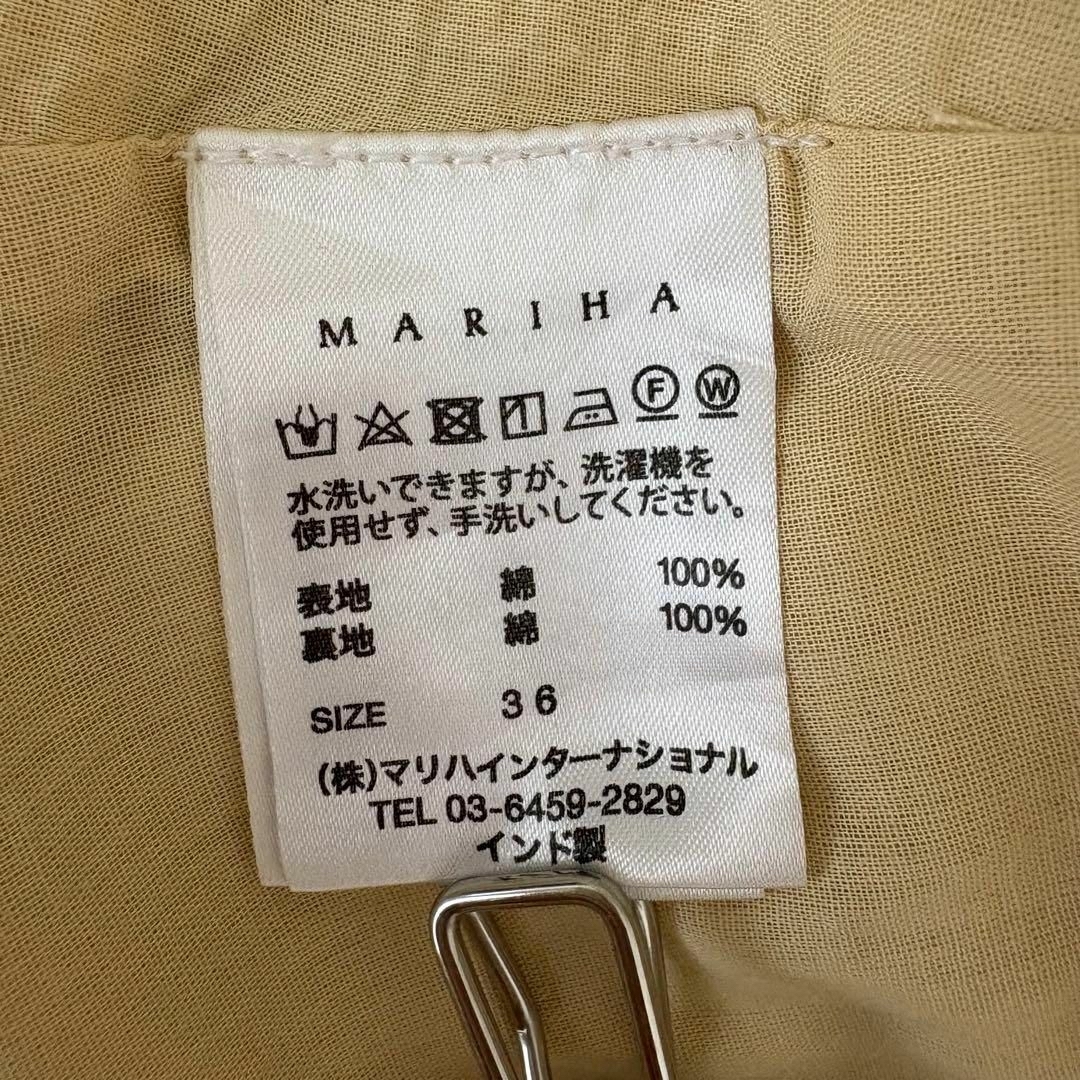 MARIHA
F W
水洗いできますが、洗濯機を
使用せず、手洗いしてください。
表地 綿 100%
裏地 綿 100%
SIZE 36
(株)マリハインターナショナル
TEL 03-6459-2829
インド製